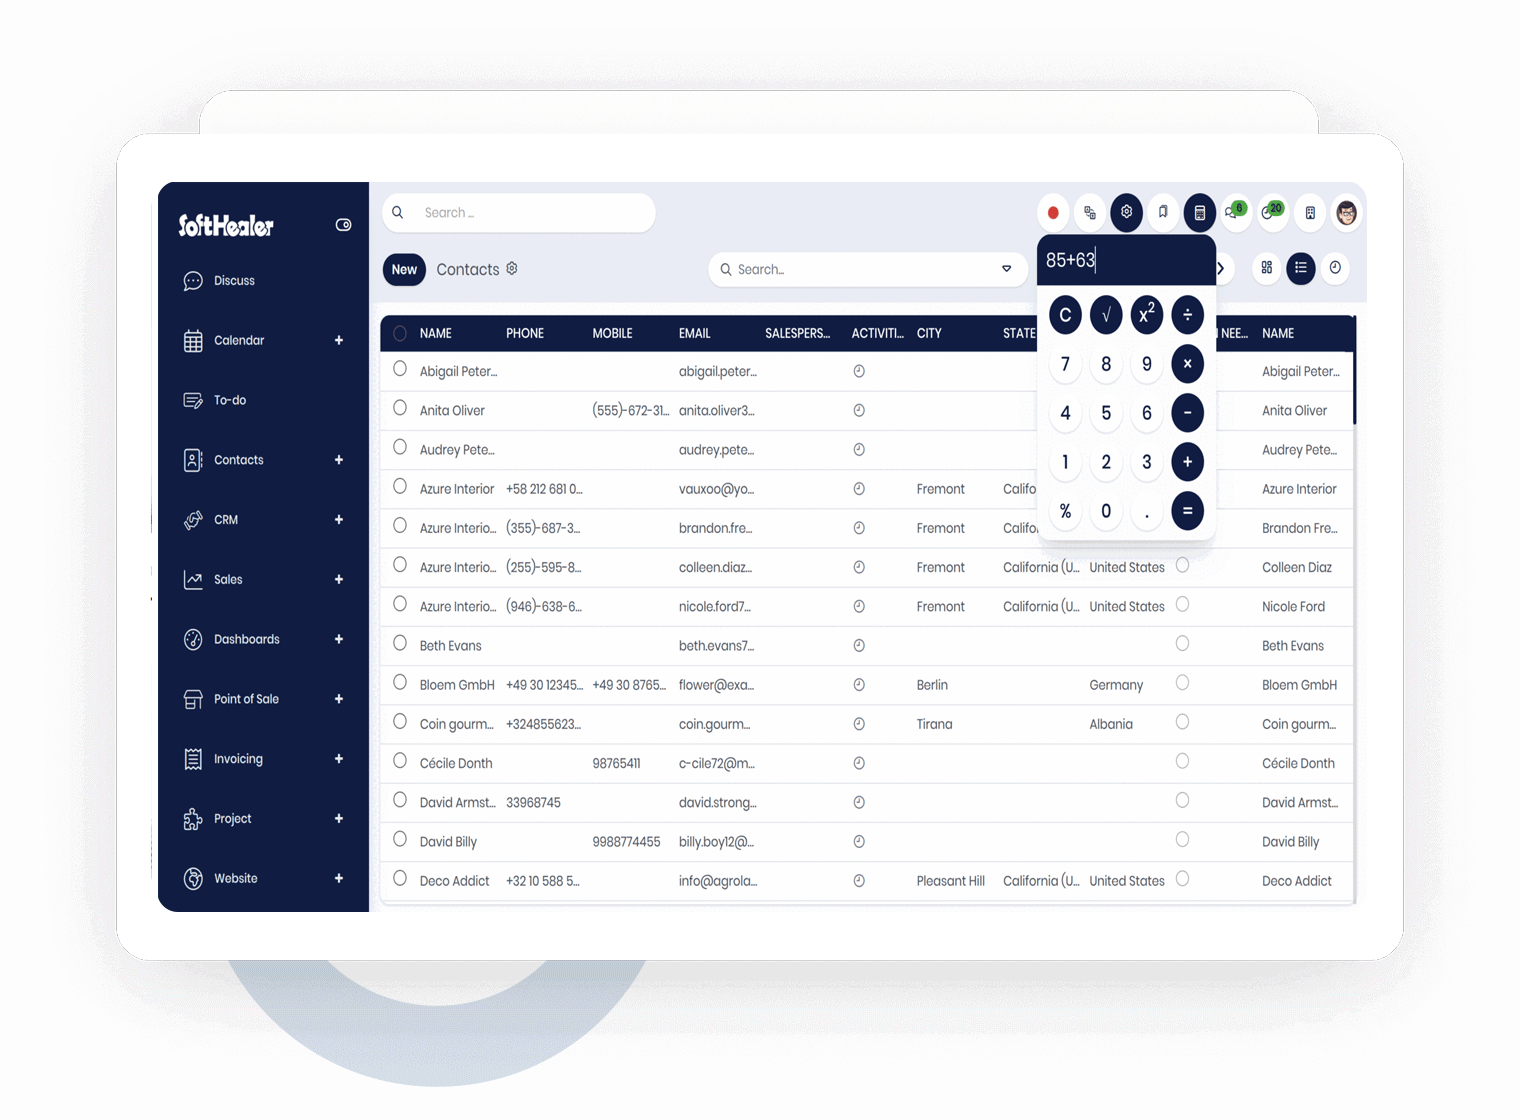 SoftHealer
Discuss
Calendar +
To-do
Contacts +
CRM +
Sales +
Dashboards +
Point of Sale +
Invoicing +
Project +
Website +
Search ...
6 20
New Contacts
Search...
85+63
C √ x² ÷
7 8 9 ×
4 5 6 -
1 2 3 +
% 0 . =
NAME PHONE MOBILE EMAIL SALESPERS... ACTIVITI... CITY STATE NEE... NAME
Abigail Peter... abigail.peter... Abigail Peter...
Anita Oliver (555)-672-31... anita.oliver3... Anita Oliver
Audrey Pete... audrey.pete... Audrey Pete...
Azure Interior +58 212 681 0... vauxoo@yo... Fremont Califo Azure Interior
Azure Interio... (355)-687-3... brandon.fre... Fremont Califo Brandon Fre...
Azure Interio... (255)-595-8... colleen.diaz... Fremont California (U... United States Colleen Diaz
Azure Interio... (946)-638-6... nicole.ford7... Fremont California (U... United States Nicole Ford
Beth Evans beth.evans7... Beth Evans
Bloem GmbH +49 30 12345... +49 30 8765... flower@exa... Berlin Germany Bloem GmbH
Coin gourm... +324855623... coin.gourm... Tirana Albania Coin gourm...
Cécile Donth 98765411 c-cile72@m... Cécile Donth
David Armst... 33968745 david.strong... David Armst...
David Billy 9988774455 billy.boy12@... David Billy
Deco Addict +32 10 588 5... info@agrola... Pleasant Hill California (U... United States Deco Addict